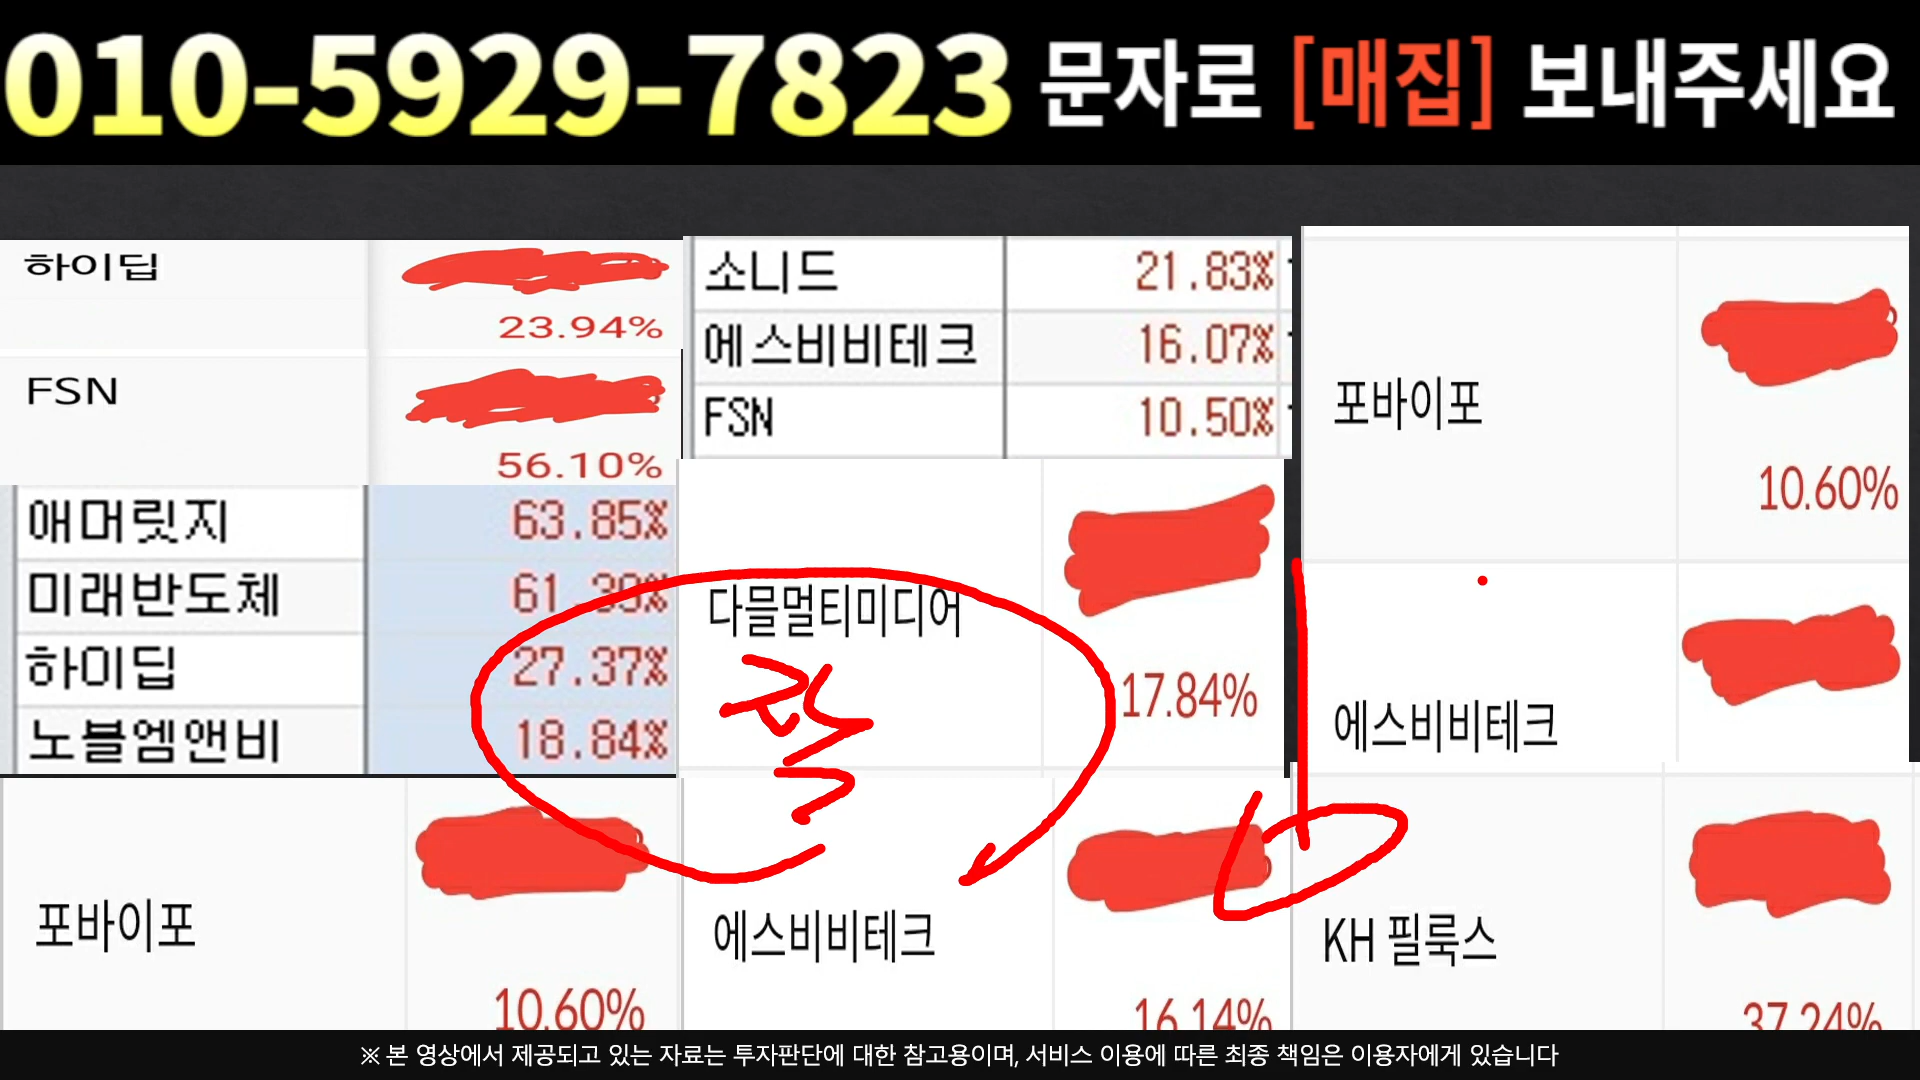 010-5929-7823 문자로 [매집] 보내주세요
하이딥
23.94%
FSN
56.10%
애머릿지 63.85%
미래반도체 61.39%
하이딥 27.37%
노블엠앤비 18.84%
소니드 21.83%
에스비비테크 16.07%
FSN 10.50%
다믈멀티미디어
17.84%
포바이포
10.60%
에스비비테크
포바이포
10.60%
에스비비테크
16.14%
KH 필룩스
37.24%
※ 본 영상에서 제공되고 있는 자료는 투자판단에 대한 참고용이며, 서비스 이용에 따른 최종 책임은 이용자에게 있습니다